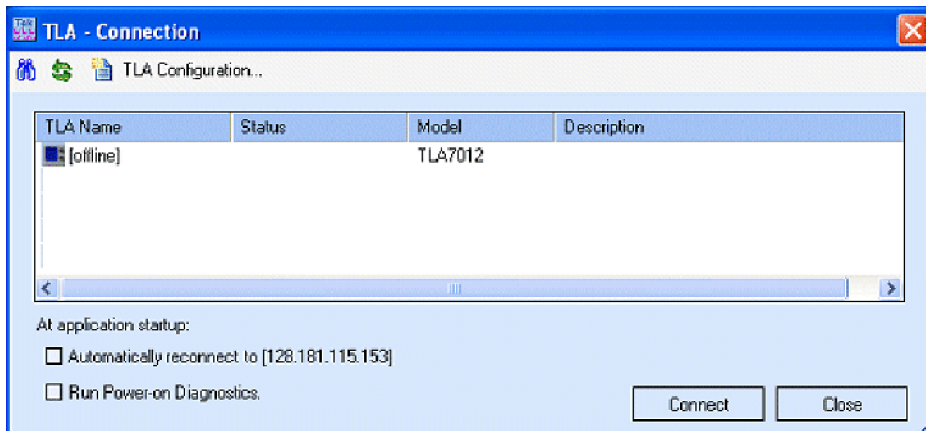 TLA - Connection
TLA Configuration...
TLA Name Status Model Description
[offline] TLA7012
At application startup:
Automatically reconnect to [128.181.115.153]
Run Power-on Diagnostics.
Connect Close